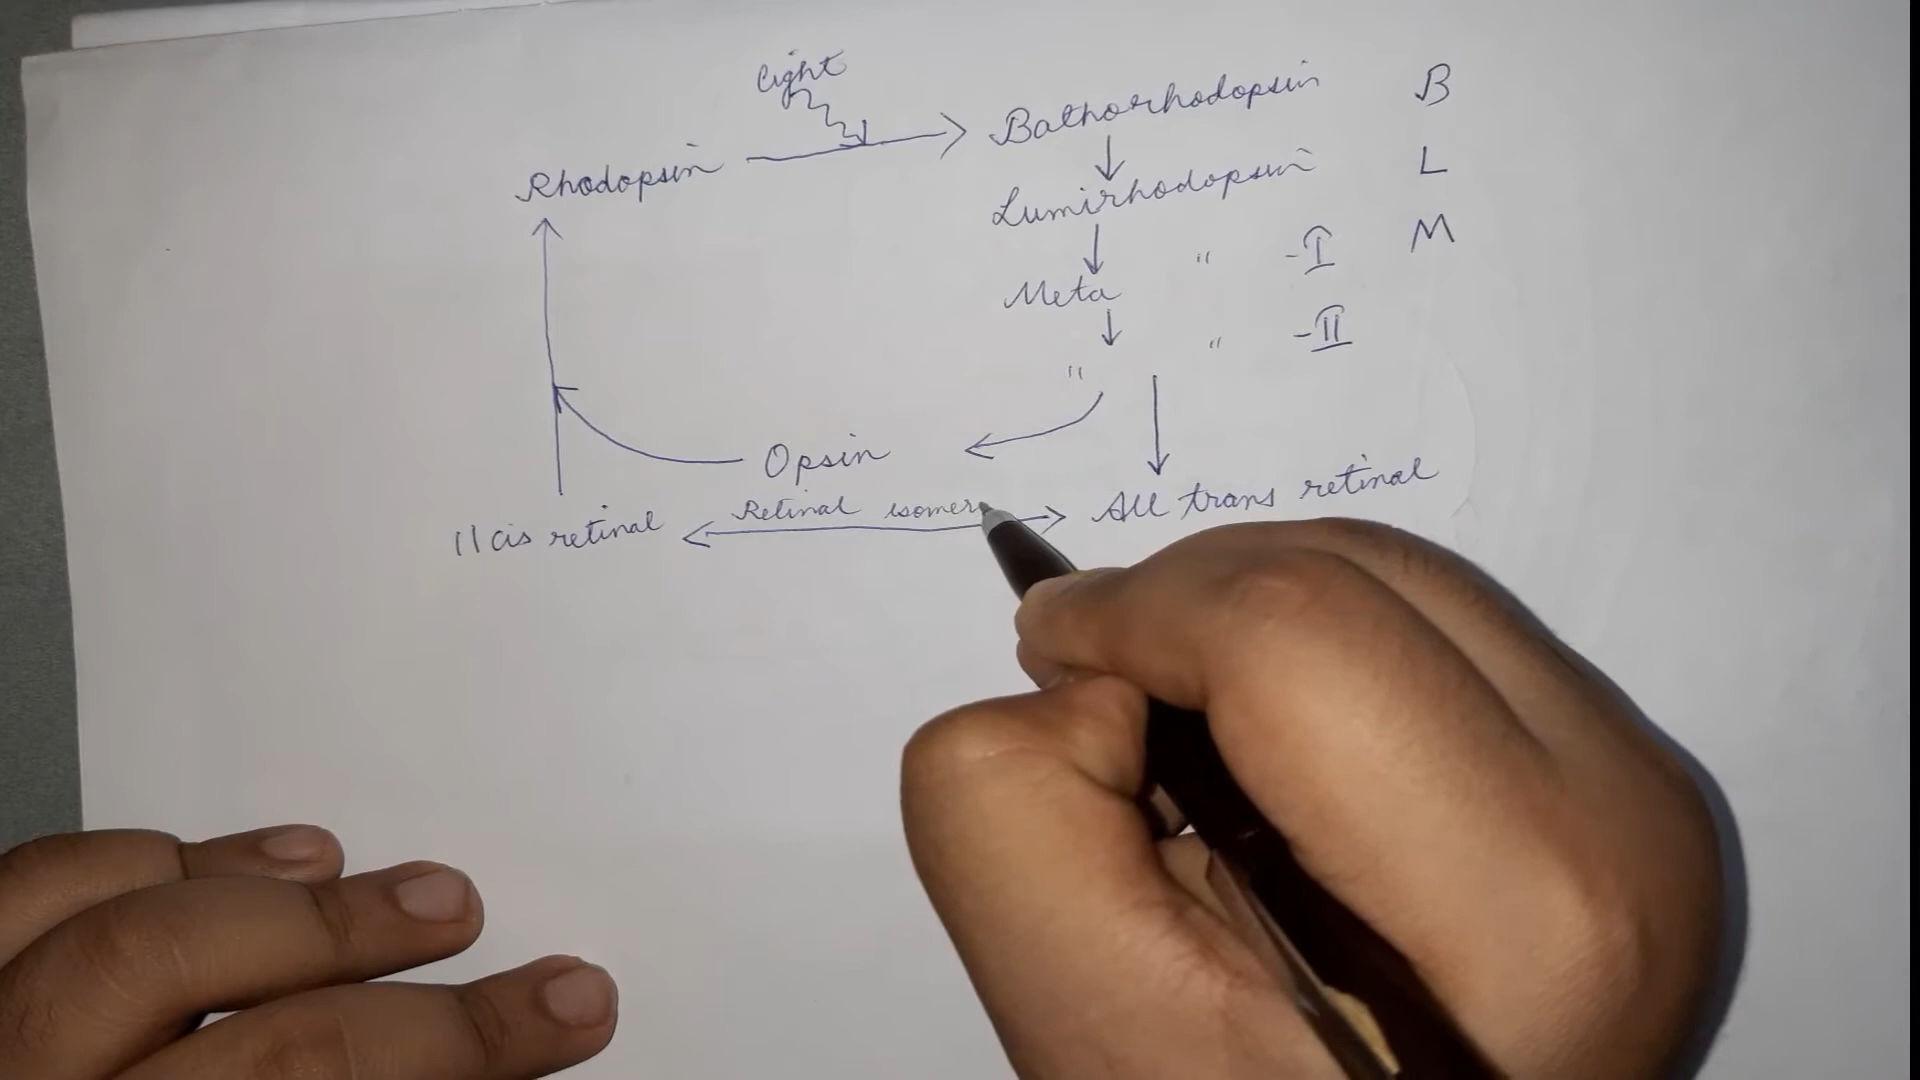 light
Bathorhodopsin B
Rhodopsin
Lumirhodopsin L
" -I M
Meta
" -II
"
Opsin
Retinal isomer
All trans retinal
11 cis retinal